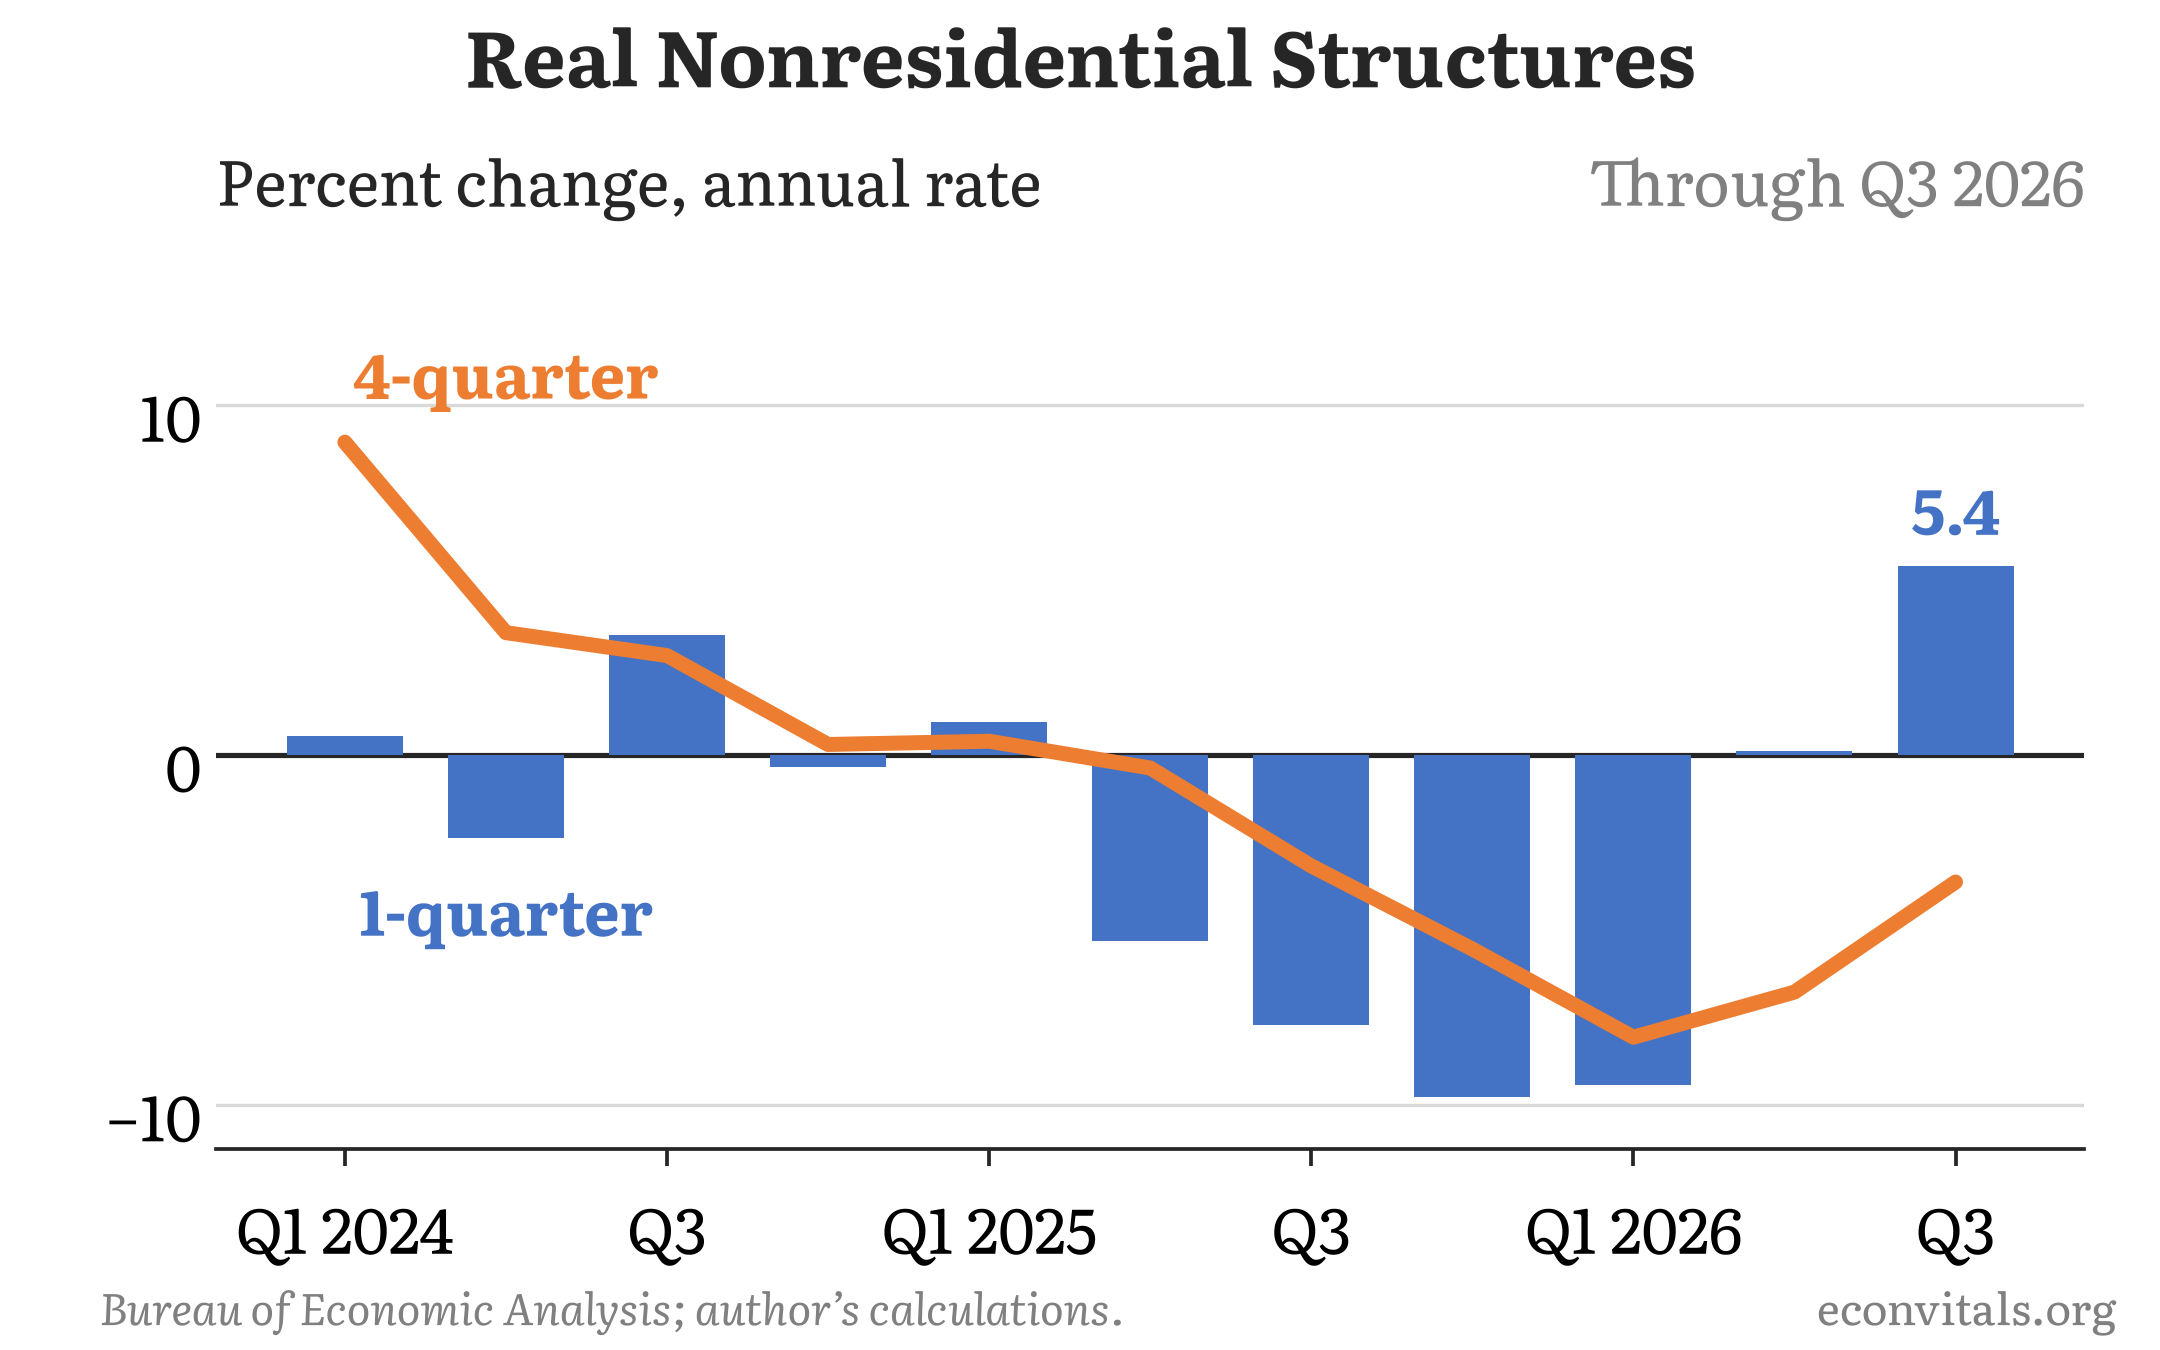 Real Nonresidential Structures
Percent change, annual rate
Through Q3 2026
4-quarter
10
5.4
0
1-quarter
−10
Q1 2024
Q3
Q1 2025
Q3
Q1 2026
Q3
Bureau of Economic Analysis; author’s calculations.
econvitals.org